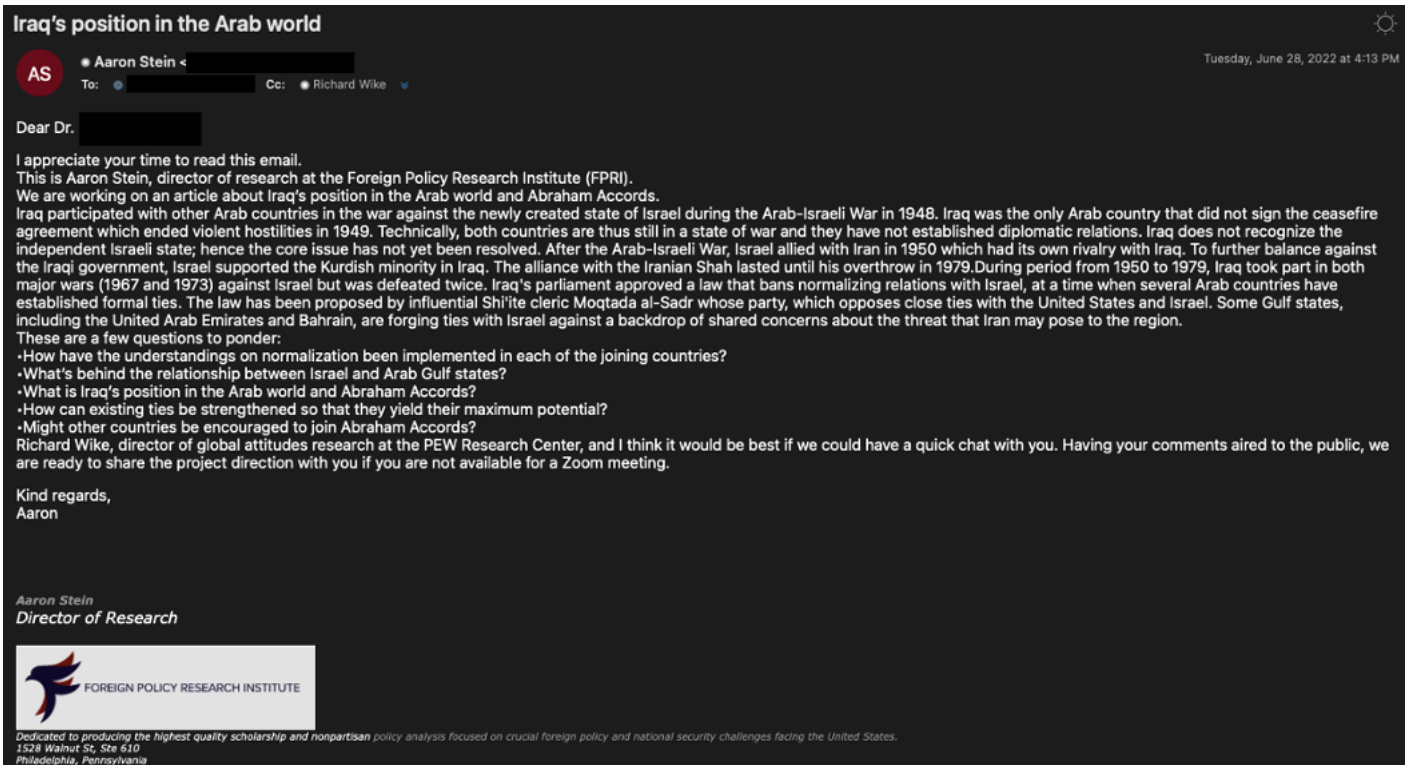 Iraq's position in the Arab world
AS
Aaron Stein <
Tuesday, June 28, 2022 at 4:13 PM
To: Cc: Richard Wike
Dear Dr.
I appreciate your time to read this email.
This is Aaron Stein, director of research at the Foreign Policy Research Institute (FPRI).
We are working on an article about Iraq's position in the Arab world and Abraham Accords.
Iraq participated with other Arab countries in the war against the newly created state of Israel during the Arab-Israeli War in 1948. Iraq was the only Arab country that did not sign the ceasefire
agreement which ended violent hostilities in 1949. Technically, both countries are thus still in a state of war and they have not established diplomatic relations. Iraq does not recognize the
independent Israeli state; hence the core issue has not yet been resolved. After the Arab-Israeli War, Israel allied with Iran in 1950 which had its own rivalry with Iraq. To further balance against
the Iraqi government, Israel supported the Kurdish minority in Iraq. The alliance with the Iranian Shah lasted until his overthrow in 1979.During period from 1950 to 1979, Iraq took part in both
major wars (1967 and 1973) against Israel but was defeated twice. Iraq's parliament approved a law that bans normalizing relations with Israel, at a time when several Arab countries have
established formal ties. The law has been proposed by influential Shi'ite cleric Moqtada al-Sadr whose party, which opposes close ties with the United States and Israel. Some Gulf states,
including the United Arab Emirates and Bahrain, are forging ties with Israel against a backdrop of shared concerns about the threat that Iran may pose to the region.
These are a few questions to ponder:
•How have the understandings on normalization been implemented in each of the joining countries?
•What's behind the relationship between Israel and Arab Gulf states?
•What is Iraq's position in the Arab world and Abraham Accords?
•How can existing ties be strengthened so that they yield their maximum potential?
•Might other countries be encouraged to join Abraham Accords?
Richard Wike, director of global attitudes research at the PEW Research Center, and I think it would be best if we could have a quick chat with you. Having your comments aired to the public, we
are ready to share the project direction with you if you are not available for a Zoom meeting.
Kind regards,
Aaron
Aaron Stein
Director of Research
FOREIGN POLICY RESEARCH INSTITUTE
Dedicated to producing the highest quality scholarship and nonpartisan policy analysis focused on crucial foreign policy and national security challenges facing the United States.
1528 Walnut St, Ste 610
Philadelphia, Pennsylvania